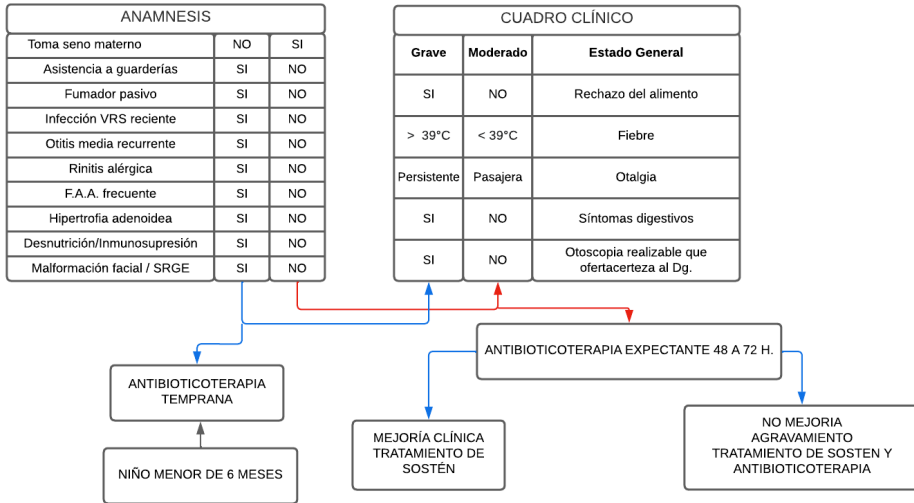 ANAMNESIS
Toma seno materno NO SI
Asistencia a guarderías SI NO
Fumador pasivo SI NO
Infección VRS reciente SI NO
Otitis media recurrente SI NO
Rinitis alérgica SI NO
F.A.A. frecuente SI NO
Hipertrofia adenoidea SI NO
Desnutrición/Inmunosupresión SI NO
Malformación facial / SRGE SI NO
CUADRO CLÍNICO
Grave Moderado Estado General
SI NO Rechazo del alimento
> 39°C < 39°C Fiebre
Persistente Pasajera Otalgia
SI NO Síntomas digestivos
SI NO Otoscopia realizable que
ofertacerteza al Dg.
ANTIBIOTICOTERAPIA EXPECTANTE 48 A 72 H.
ANTIBIOTICOTERAPIA
TEMPRANA
NIÑO MENOR DE 6 MESES
MEJORÍA CLÍNICA
TRATAMIENTO DE
SOSTÉN
NO MEJORIA
AGRAVAMIENTO
TRATAMIENTO DE SOSTEN Y
ANTIBIOTICOTERAPIA